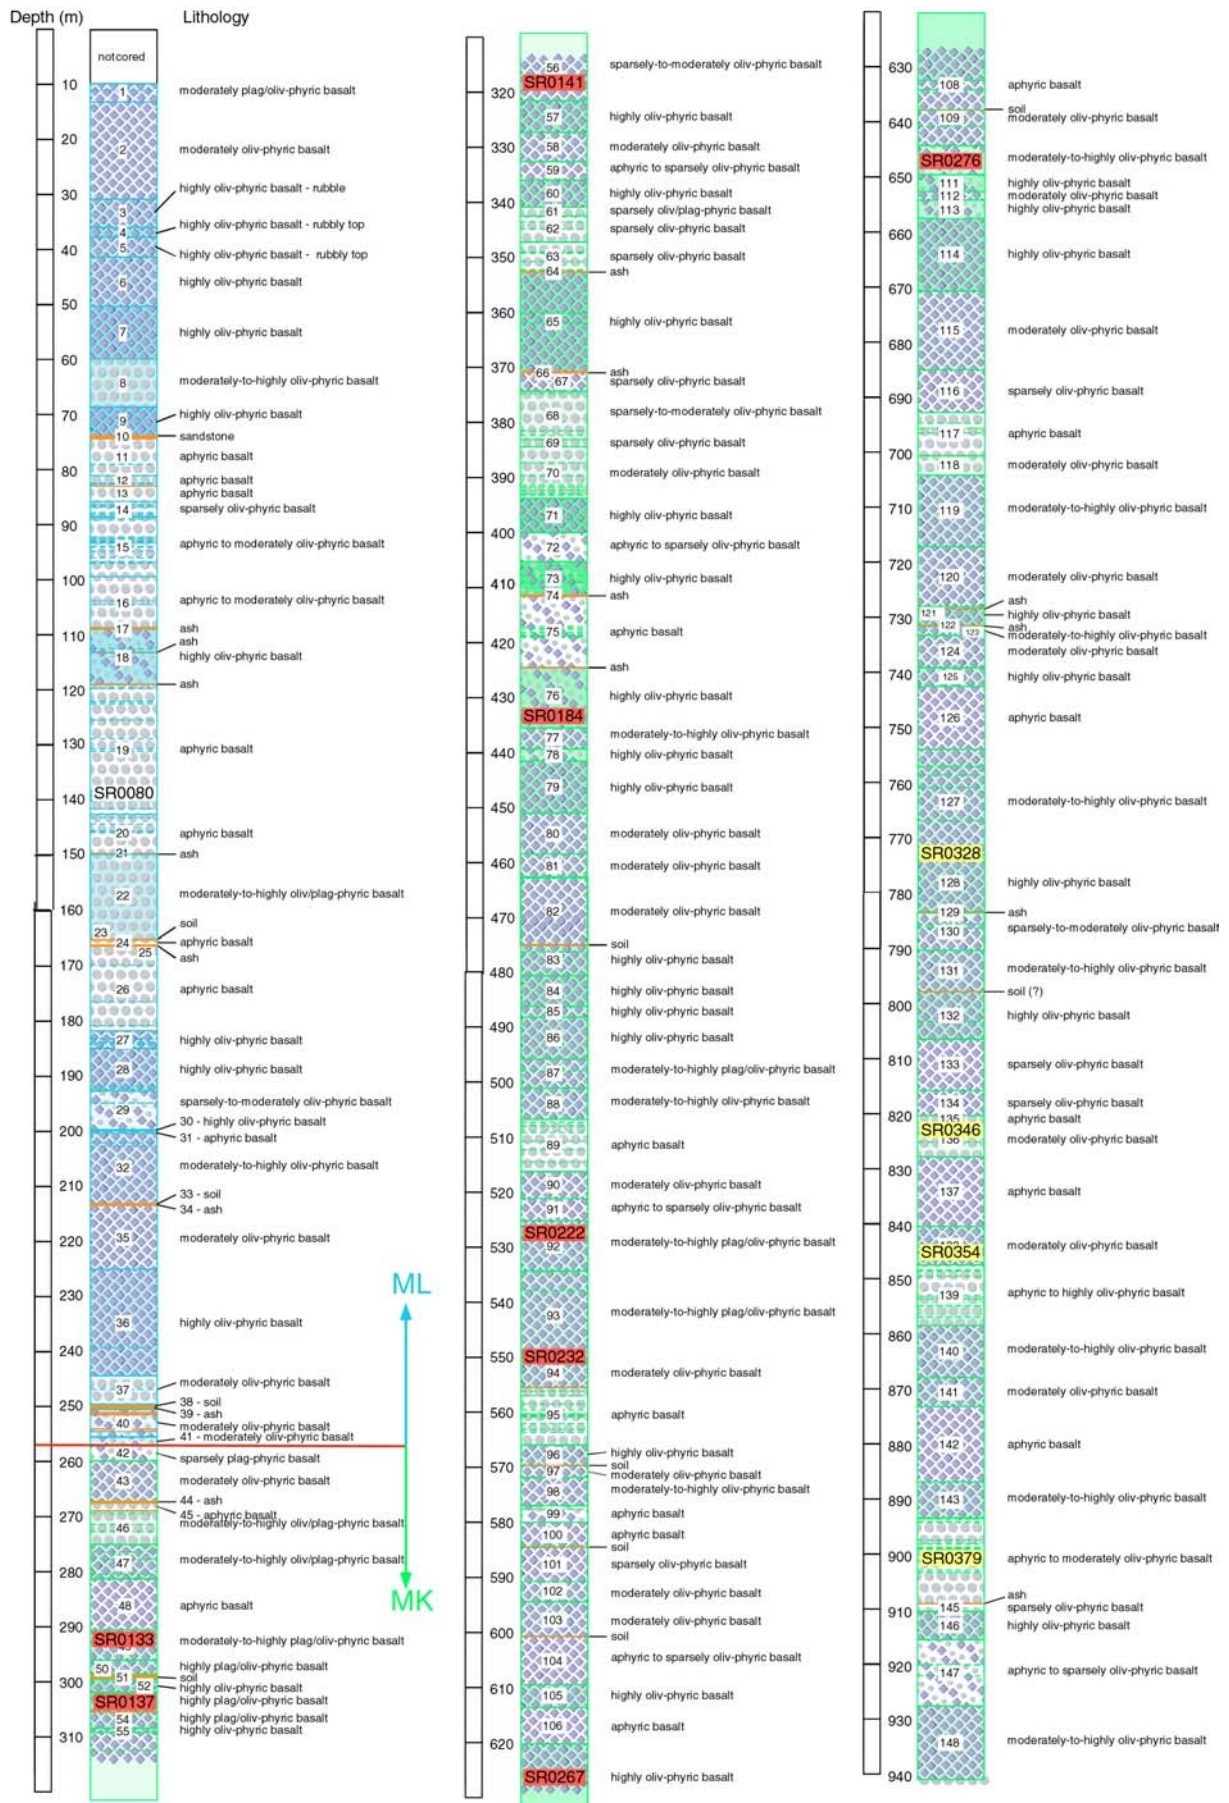 Depth (m) Lithology
notcored
10
1 moderately plag/oliv-phyric basalt
20
2 moderately oliv-phyric basalt
30
highly oliv-phyric basalt - rubble
3
4 highly oliv-phyric basalt - rubbly top
40
5 highly oliv-phyric basalt - rubbly top
6 highly oliv-phyric basalt
50
7 highly oliv-phyric basalt
60
8 moderately-to-highly oliv-phyric basalt
70
9 highly oliv-phyric basalt
10 sandstone
11 aphyric basalt
80
12 aphyric basalt
13 aphyric basalt
14 sparsely oliv-phyric basalt
90
15 aphyric to moderately oliv-phyric basalt
100
16 aphyric to moderately oliv-phyric basalt
17 ash
110
ash
18 highly oliv-phyric basalt
ash
120
19 aphyric basalt
130
SR0080
140
20 aphyric basalt
21 ash
150
22 moderately-to-highly oliv/plag-phyric basalt
160
23 soil
24 aphyric basalt
25 ash
170
26 aphyric basalt
180
27 highly oliv-phyric basalt
28 highly oliv-phyric basalt
190
29 sparsely-to-moderately oliv-phyric basalt
30 - highly oliv-phyric basalt
200
31 - aphyric basalt
32 moderately-to-highly oliv-phyric basalt
210
33 - soil
34 - ash
35 moderately oliv-phyric basalt
220
230
36 highly oliv-phyric basalt
240
37 moderately oliv-phyric basalt
38 - soil
250
39 - ash
40 moderately oliv-phyric basalt
41 - moderately oliv-phyric basalt
42 sparsely plag-phyric basalt
260
43 moderately oliv-phyric basalt
44 - ash
45 - aphyric basalt
270
46 moderately-to-highly oliv/plag-phyric basalt
47 moderately-to-highly oliv/plag-phyric basalt
280
48 aphyric basalt
290
SR0133 moderately-to-highly plag/oliv-phyric basalt
50 highly plag/oliv-phyric basalt
51 soil
300
52 highly oliv-phyric basalt
SR0137 highly plag/oliv-phyric basalt
54 highly plag/oliv-phyric basalt
55 highly oliv-phyric basalt
310
ML
MK
56 sparsely-to-moderately oliv-phyric basalt
SR0141
320
57 highly oliv-phyric basalt
330
58 moderately oliv-phyric basalt
59 aphyric to sparsely oliv-phyric basalt
60 highly oliv-phyric basalt
340
61 sparsely oliv/plag-phyric basalt
62 sparsely oliv-phyric basalt
350
63 sparsely oliv-phyric basalt
64 ash
360
65 highly oliv-phyric basalt
370
66 ash
67 sparsely oliv-phyric basalt
68 sparsely-to-moderately oliv-phyric basalt
380
69 sparsely oliv-phyric basalt
70 moderately oliv-phyric basalt
390
71 highly oliv-phyric basalt
400
72 aphyric to sparsely oliv-phyric basalt
73 highly oliv-phyric basalt
410
74 ash
75 aphyric basalt
420
ash
76 highly oliv-phyric basalt
430
SR0184
77 moderately-to-highly oliv-phyric basalt
440
78 highly oliv-phyric basalt
79 highly oliv-phyric basalt
450
80 moderately oliv-phyric basalt
460
81 moderately oliv-phyric basalt
82 moderately oliv-phyric basalt
470
soil
83 highly oliv-phyric basalt
480
84 highly oliv-phyric basalt
85 highly oliv-phyric basalt
490
86 highly oliv-phyric basalt
87 moderately-to-highly plag/oliv-phyric basalt
500
88 moderately-to-highly oliv-phyric basalt
510
89 aphyric basalt
90 moderately oliv-phyric basalt
520
91 aphyric to sparsely oliv-phyric basalt
SR0222
92 moderately-to-highly plag/oliv-phyric basalt
530
540
93 moderately-to-highly plag/oliv-phyric basalt
550
SR0232
94 moderately oliv-phyric basalt
560
95 aphyric basalt
96 highly oliv-phyric basalt
570
soil
97 moderately oliv-phyric basalt
98 moderately-to-highly oliv-phyric basalt
99 aphyric basalt
580
100 aphyric basalt
soil
101 sparsely oliv-phyric basalt
590
102 moderately oliv-phyric basalt
103 moderately oliv-phyric basalt
600
soil
104 aphyric to sparsely oliv-phyric basalt
610
105 highly oliv-phyric basalt
106 aphyric basalt
620
SR0267 highly oliv-phyric basalt
630
108 aphyric basalt
soil
109 moderately oliv-phyric basalt
640
SR0276 moderately-to-highly oliv-phyric basalt
650
111 highly oliv-phyric basalt
112 moderately oliv-phyric basalt
113 highly oliv-phyric basalt
660
114 highly oliv-phyric basalt
670
115 moderately oliv-phyric basalt
680
116 sparsely oliv-phyric basalt
690
117 aphyric basalt
700
118 moderately oliv-phyric basalt
710
119 moderately-to-highly oliv-phyric basalt
720
120 moderately oliv-phyric basalt
ash
121 highly oliv-phyric basalt
730
122 ash
123 moderately-to-highly oliv-phyric basalt
124 moderately oliv-phyric basalt
740
125 highly oliv-phyric basalt
126 aphyric basalt
750
760
127 moderately-to-highly oliv-phyric basalt
770
SR0328
128 highly oliv-phyric basalt
780
129 ash
130 sparsely-to-moderately oliv-phyric basalt
790
131 moderately-to-highly oliv-phyric basalt
soil (?)
800
132 highly oliv-phyric basalt
810
133 sparsely oliv-phyric basalt
134 sparsely oliv-phyric basalt
820
135 aphyric basalt
SR0346
136 moderately oliv-phyric basalt
830
137 aphyric basalt
840
SR0354 moderately oliv-phyric basalt
850
139 aphyric to highly oliv-phyric basalt
860
140 moderately-to-highly oliv-phyric basalt
870
141 moderately oliv-phyric basalt
880
142 aphyric basalt
890
143 moderately-to-highly oliv-phyric basalt
900
SR0379 aphyric to moderately oliv-phyric basalt
ash
910
145 sparsely oliv-phyric basalt
146 highly oliv-phyric basalt
920
147 aphyric to sparsely oliv-phyric basalt
930
148 moderately-to-highly oliv-phyric basalt
940